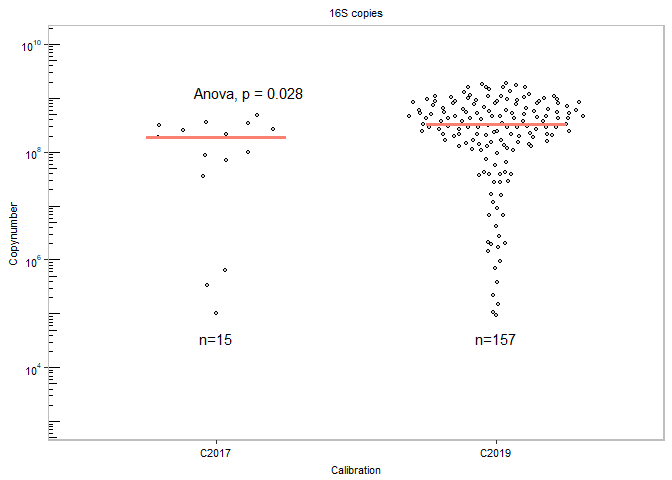 16S copies
10^10
Anova, p = 0.028
10^8
Copynumber
10^6
n=15
n=157
10^4
C2017
C2019
Calibration